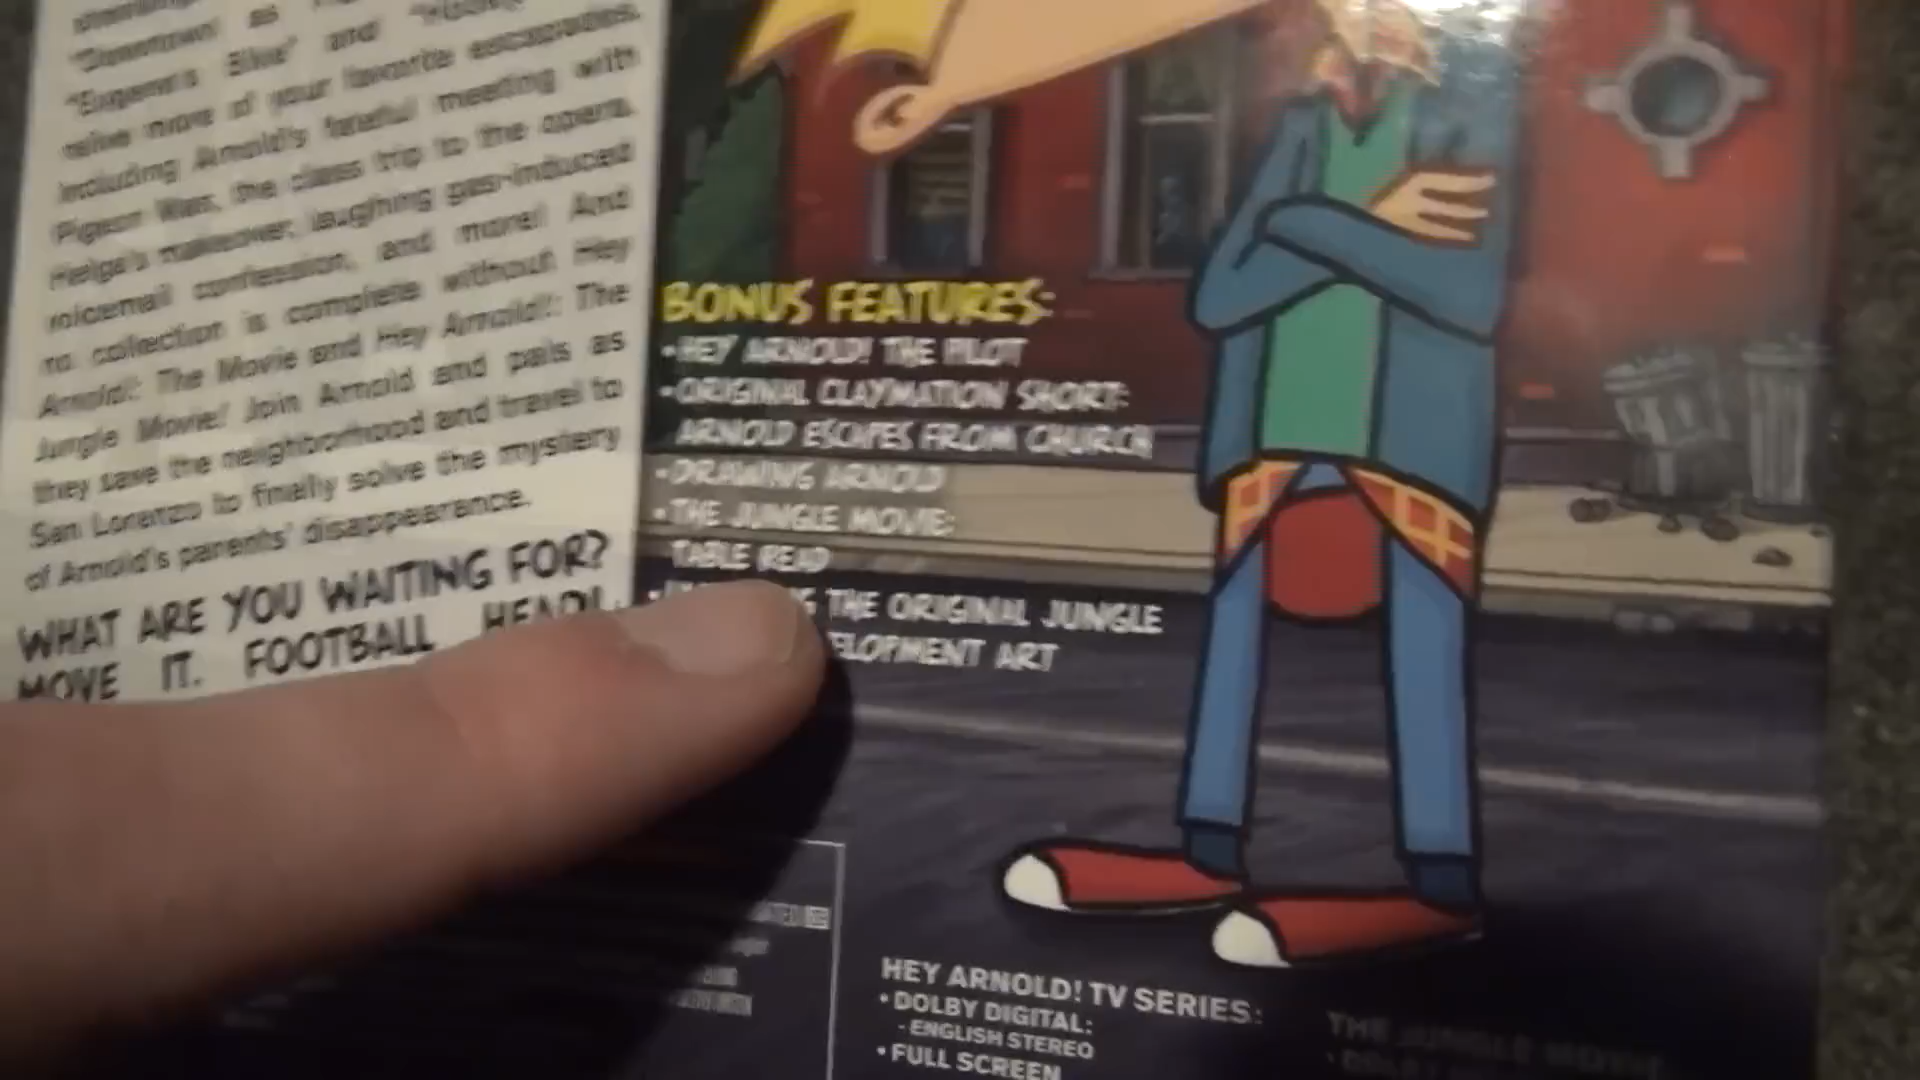 "Downtown as
"Eugene's Bike" and
relive more of your favorite escapades,
including Arnold's fateful meeting with
Pigeon Man, the class trip to the opera,
Helga's makeover, laughing gas-induced
voicemail confession, and more! And
no collection is complete without Hey
Arnold!: The Movie and Hey Arnold!: The
Jungle Movie! Join Arnold and pals as
they save the neighborhood and travel to
San Lorenzo to finally solve the mystery
of Arnold's parents' disappearance.
WHAT ARE YOU WAITING FOR?
MOVE IT, FOOTBALL HEAD!
BONUS FEATURES:
•HEY ARNOLD! THE PILOT
•ORIGINAL CLAYMATION SHORT:
ARNOLD ESCAPES FROM CHURCH
•DRAWING ARNOLD
•THE JUNGLE MOVIE:
TABLE READ
THE ORIGINAL JUNGLE
ELOPMENT ART
HEY ARNOLD! TV SERIES:
• DOLBY DIGITAL:
- ENGLISH STEREO
• FULL SCREEN
THE JUNGLE MOVIE